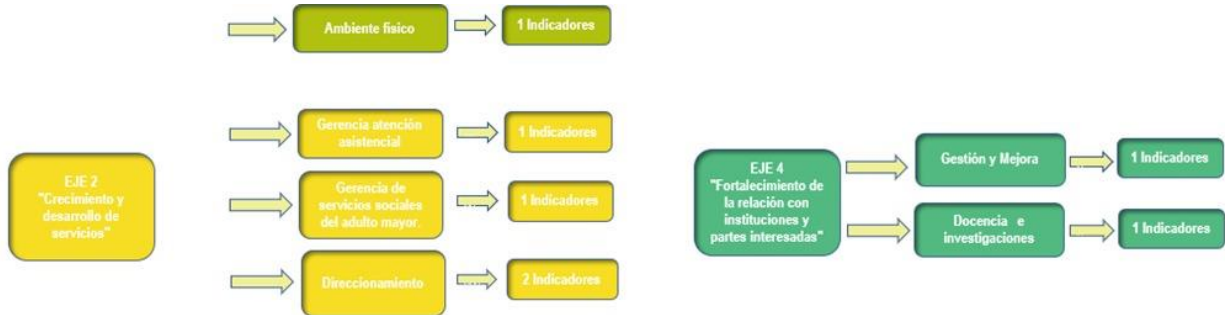 Ambiente físico
1 Indicadores
EJE 2
"Crecimiento y
desarrollo de
servicios"
Gerencia atención
asistencial
1 Indicadores
Gerencia de
servicios sociales
del adulto mayor.
1 Indicadores
Direccionamiento
2 Indicadores
EJE 4
"Fortalecimiento de
la relación con
instituciones y
partes interesadas"
Gestión y Mejora
1 Indicadores
Docencia e
investigaciones
1 Indicadores